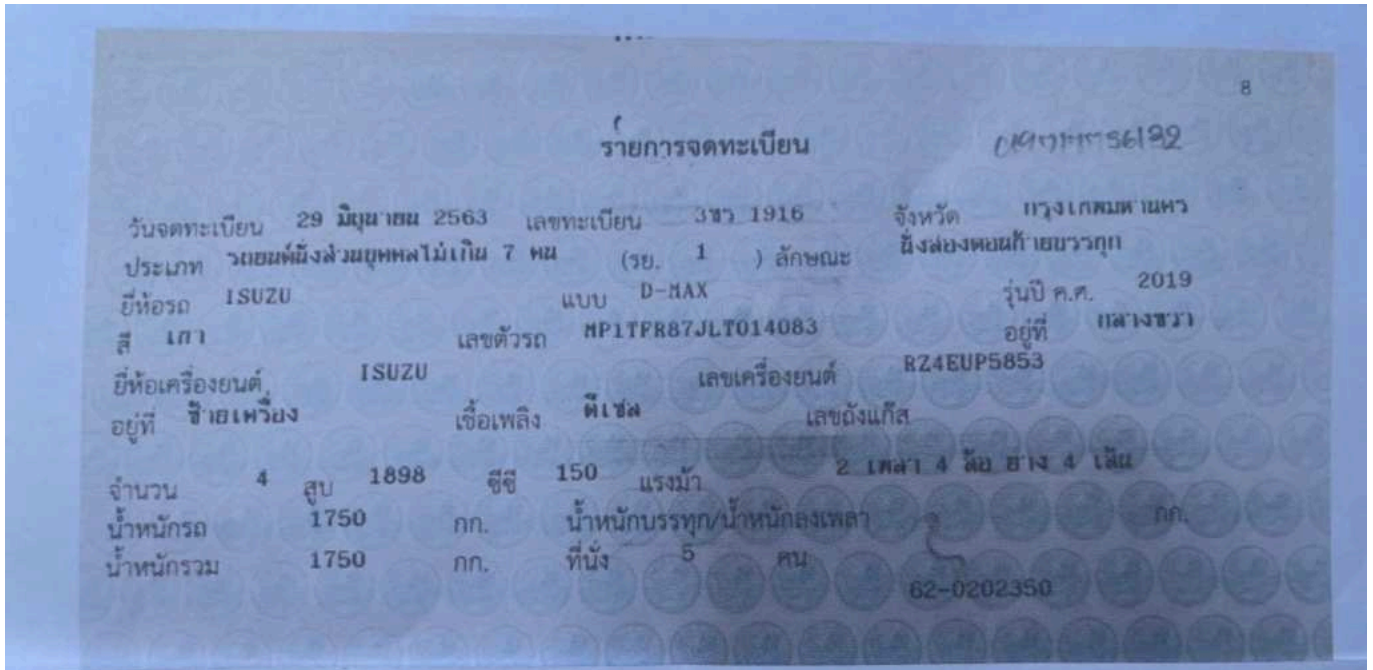 8
รายการจดทะเบียน
วันจดทะเบียน 29 มิถุนายน 2563 เลขทะเบียน 3ขว 1916 จังหวัด กรุงเทพมหานคร
ประเภท รถยนต์นั่งส่วนบุคคลไม่เกิน 7 คน (รย. 1 ) ลักษณะ นั่งสองตอนท้ายบรรทุก
ยี่ห้อรถ ISUZU แบบ D-MAX รุ่นปี ค.ศ. 2019
สี เทา เลขตัวรถ MP1TFR87JLT014083 อยู่ที่ กลางขวา
ยี่ห้อเครื่องยนต์ ISUZU เลขเครื่องยนต์ RZ4EUP5853
อยู่ที่ ซ้ายเครื่อง เชื้อเพลิง ดีเซล เลขถังแก๊ส
จำนวน 4 สูบ 1898 ซีซี 150 แรงม้า 2 เพลา 4 ล้อ ยาง 4 เส้น
น้ำหนักรถ 1750 กก. น้ำหนักบรรทุก/น้ำหนักลงเพลา กก.
น้ำหนักรวม 1750 กก. ที่นั่ง 5 คน
62-0202350